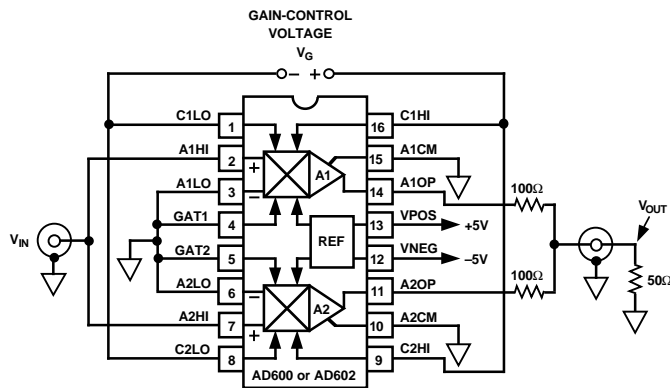 GAIN-CONTROL
VOLTAGE
VG
– +
C1LO 1 16 C1HI
A1HI 2 + A1 15 A1CM
A1LO 3 – 14 A1OP 100Ω
GAT1 4 REF 13 VPOS +5V
VIN VOUT
GAT2 5 12 VNEG –5V
A2LO 6 – A2 11 A2OP 100Ω 50Ω
A2HI 7 + 10 A2CM
C2LO 8 9 C2HI
AD600 or AD602